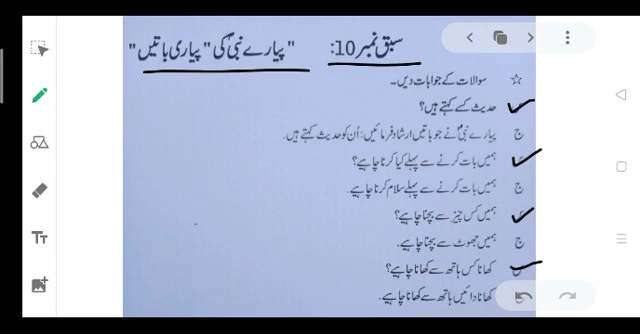 سبق نمبر 10: "پیارے نبیؐ کی" پیاری باتیں"
☆ سوالات کے جوابات دیں۔
حدیث کسے کہتے ہیں؟
ج پیارے نبیؐ نے جو باتیں ارشاد فرمائیں: اُن کو حدیث کہتے ہیں.
ہمیں بات کرنے سے پہلے کیا کرنا چاہیے؟
ج ہمیں بات کرنے سے پہلے سلام کرنا چاہیے.
ہمیں کس چیز سے بچنا چاہیے؟
ج ہمیں جھوٹ سے بچنا چاہیے.
س کھانا کس ہاتھ سے کھانا چاہیے؟
کھانا دائیں ہاتھ سے کھانا چاہیے.
Tт